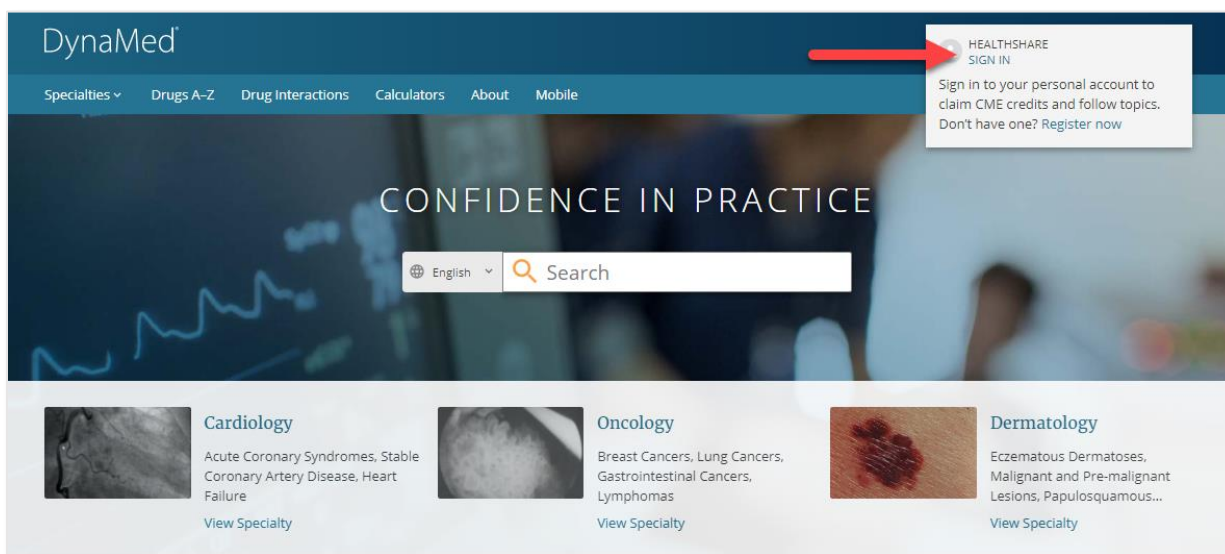 DynaMed®
HEALTHSHARE
SIGN IN
Sign in to your personal account to
claim CME credits and follow topics.
Don't have one? Register now
Specialties Drugs A–Z Drug Interactions Calculators About Mobile
CONFIDENCE IN PRACTICE
English Search
Cardiology
Acute Coronary Syndromes, Stable
Coronary Artery Disease, Heart
Failure
View Specialty
Oncology
Breast Cancers, Lung Cancers,
Gastrointestinal Cancers,
Lymphomas
View Specialty
Dermatology
Eczematous Dermatoses,
Malignant and Pre-malignant
Lesions, Papulosquamous...
View Specialty